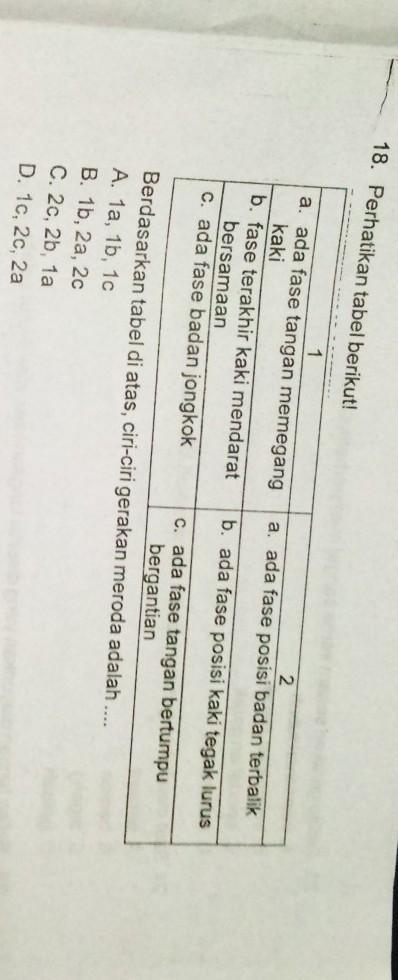 18. Perhatikan tabel berikut!
1
2
a. ada fase tangan memegang
kaki
a. ada fase posisi badan terbalik
b. fase terakhir kaki mendarat
bersamaan
b. ada fase posisi kaki tegak lurus
c. ada fase badan jongkok
c. ada fase tangan bertumpu
bergantian
Berdasarkan tabel di atas, ciri-ciri gerakan meroda adalah ....
A. 1a, 1b, 1c
B. 1b, 2a, 2c
C. 2c, 2b, 1a
D. 1c, 2c, 2a